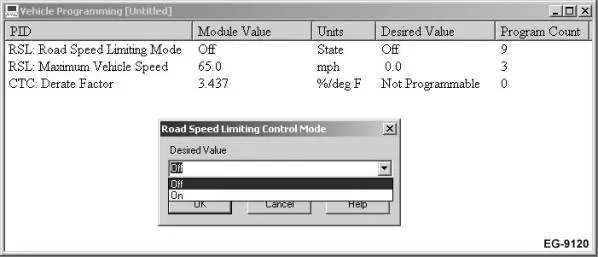 Vehicle Programming [Untitled]
PID Module Value Units Desired Value Program Count
RSL: Road Speed Limiting Mode Off State Off 9
RSL: Maximum Vehicle Speed 65.0 mph 0.0 3
CTC: Derate Factor 3.437 %/deg F Not Programmable 0
Road Speed Limiting Control Mode
Desired Value
Off
Off
On
OK Cancel Help
EG-9120